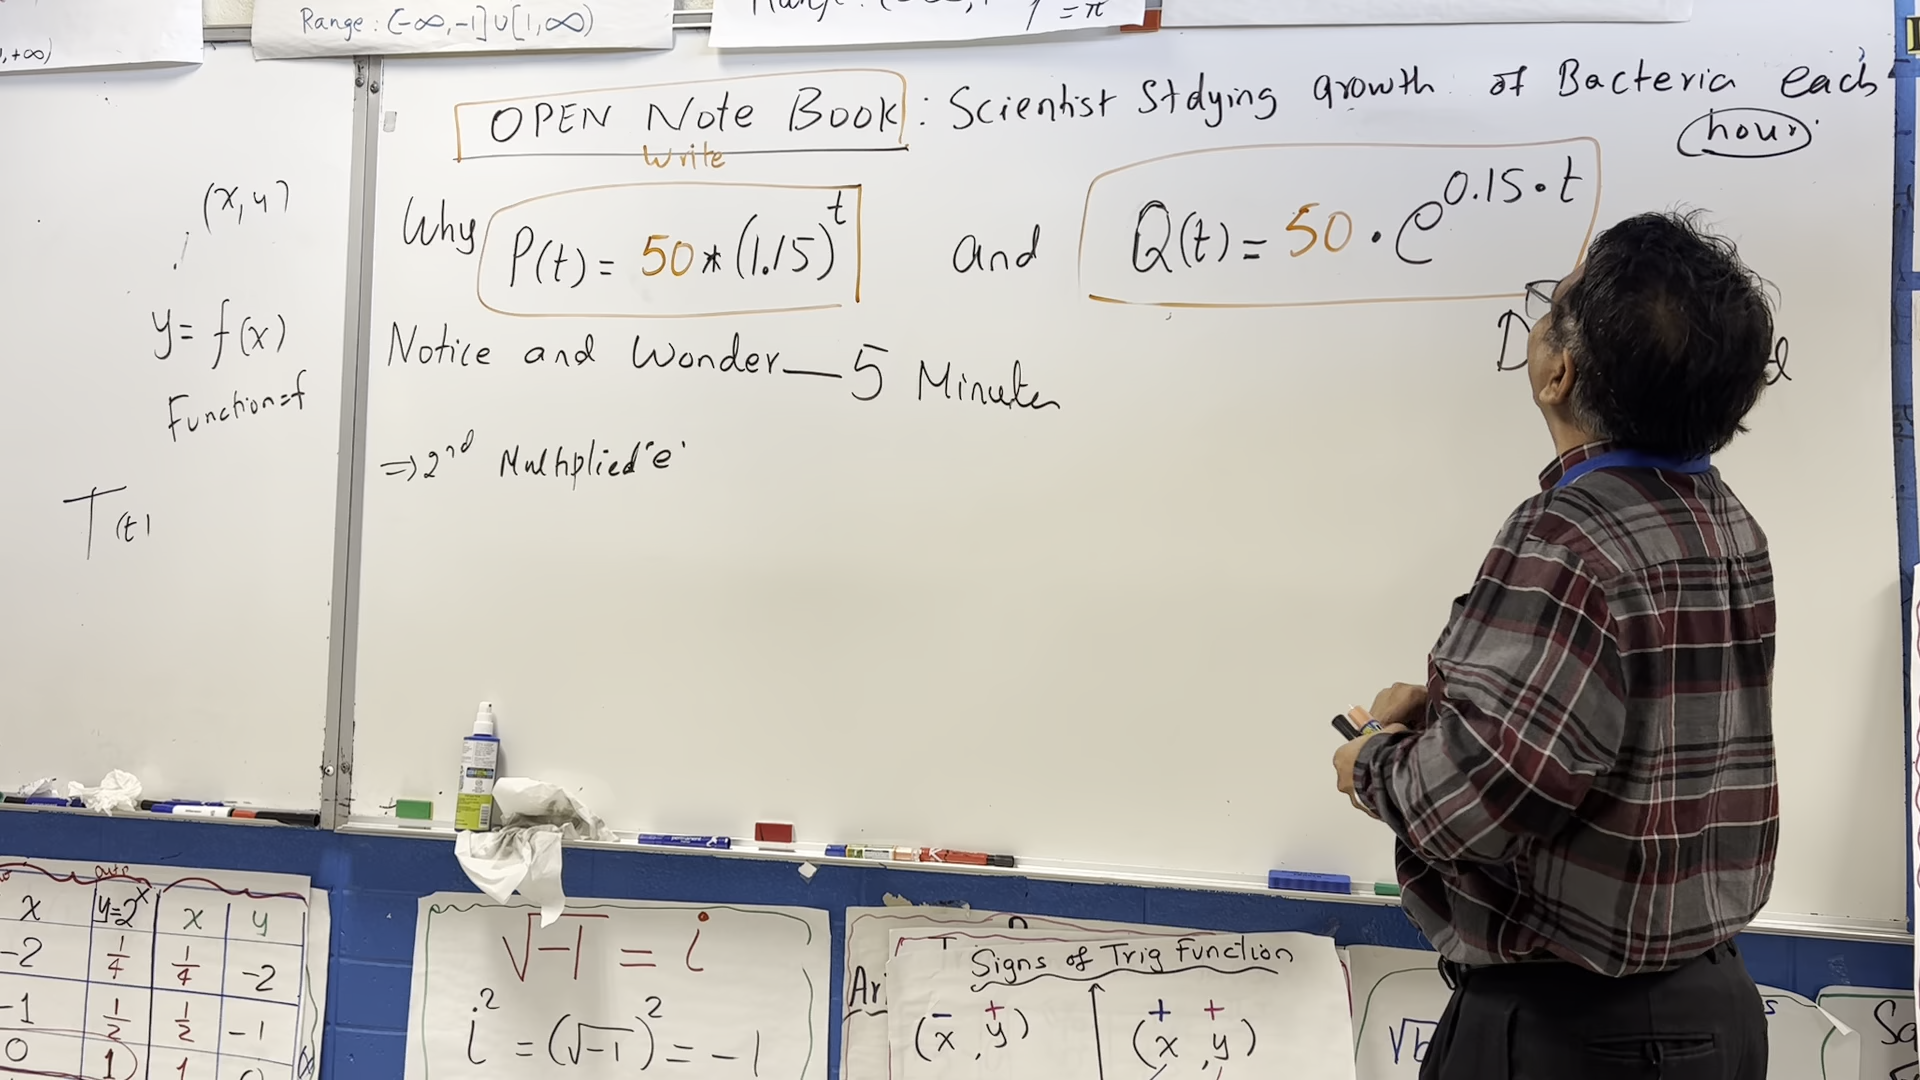 , +∞)
Range : (-∞, -1] ∪ [1, ∞)
= π
OPEN Note Book : Scientist Stdying growth of Bacteria each
hour.
Write
Why P(t) = 50 * (1.15)^t and Q(t) = 50 · e^0.15·t
Notice and Wonder — 5 Minutes
⇒ 2nd Multiplied 'e'
(x, y)
y = f(x)
Function = f
T(t)
x y=2^x x y
-2 1/4 1/4 -2
-1 1/2 1/2 -1
0 1 1
√-1 = i
i² = (√-1)² = -1
Signs of Trig Function
- + + +
(x , y) (x , y)